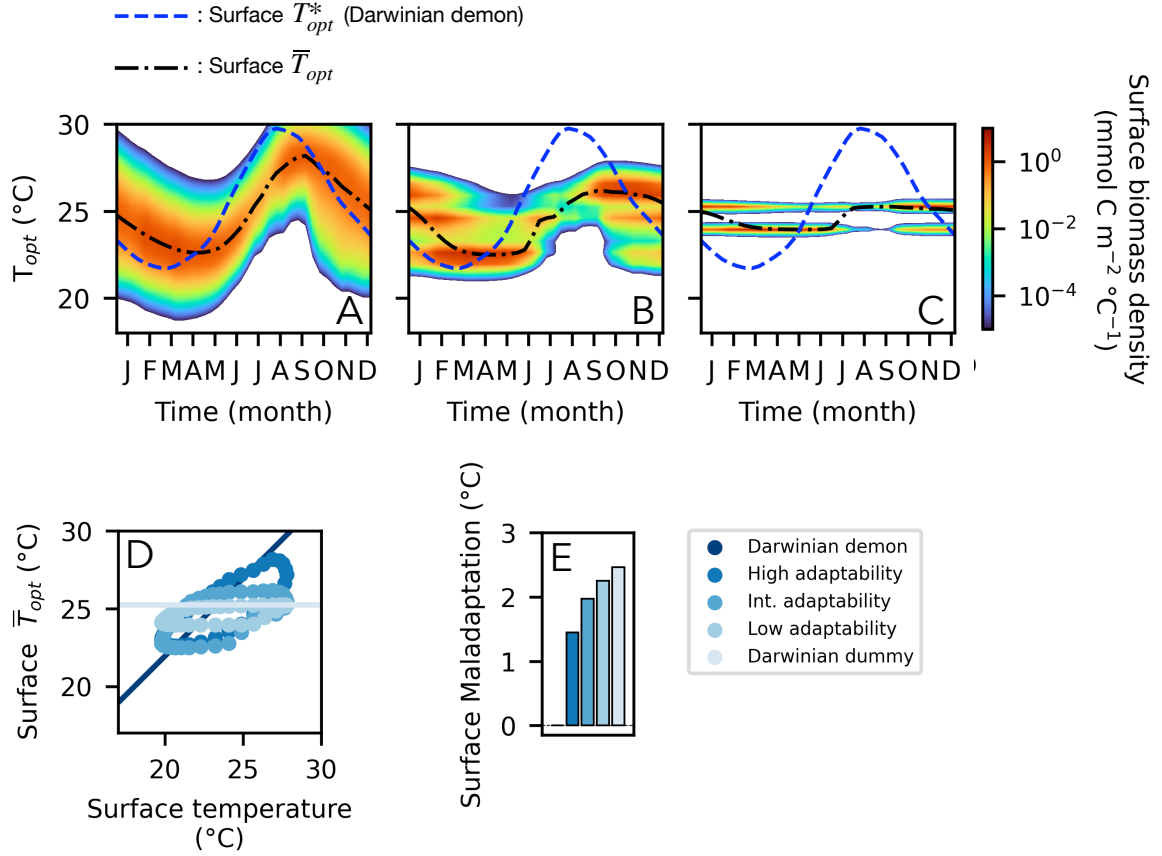 : Surface T*opt (Darwinian demon)
: Surface T̅opt
30
25
20
Topt (°C)
A
B
C
J F M A M J J A S O N D
J F M A M J J A S O N D
J F M A M J J A S O N D
Time (month)
Time (month)
Time (month)
10⁰
10⁻²
10⁻⁴
Surface biomass density
(mmol C m⁻² °C⁻¹)
30
25
20
Surface T̅opt (°C)
D
20 25 30
Surface temperature
(°C)
Surface Maladaptation (°C)
3
2
1
0
E
Darwinian demon
High adaptability
Int. adaptability
Low adaptability
Darwinian dummy